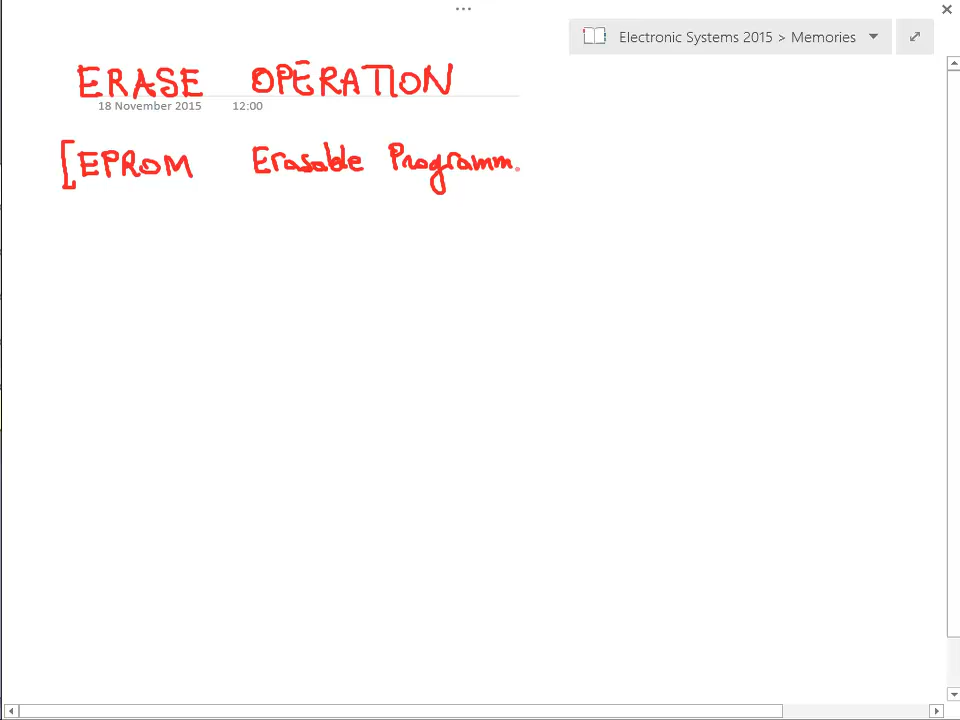 Electronic Systems 2015 > Memories
ERASE OPERATION
18 November 2015 12:00
[EPROM Erasable Programm.